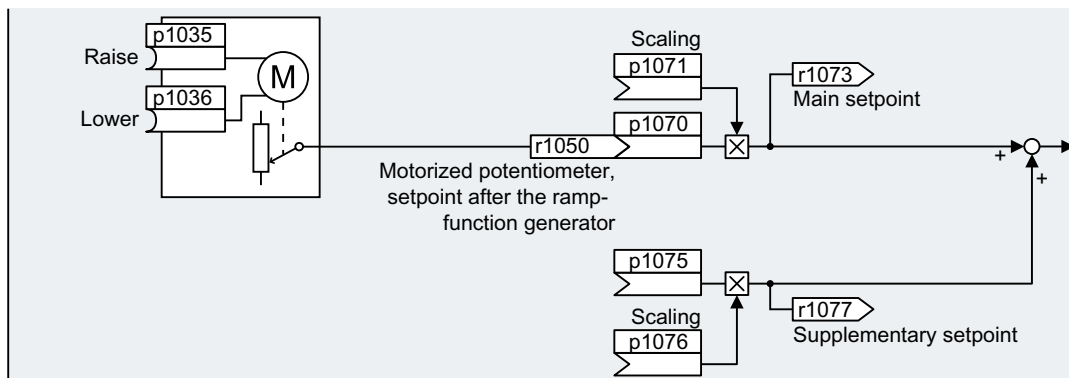 p1035
Raise
M
p1036
Lower
Scaling
p1071
r1073
Main setpoint
p1070
r1050
+
+
Motorized potentiometer,
setpoint after the ramp-
function generator
p1075
r1077
Supplementary setpoint
Scaling
p1076